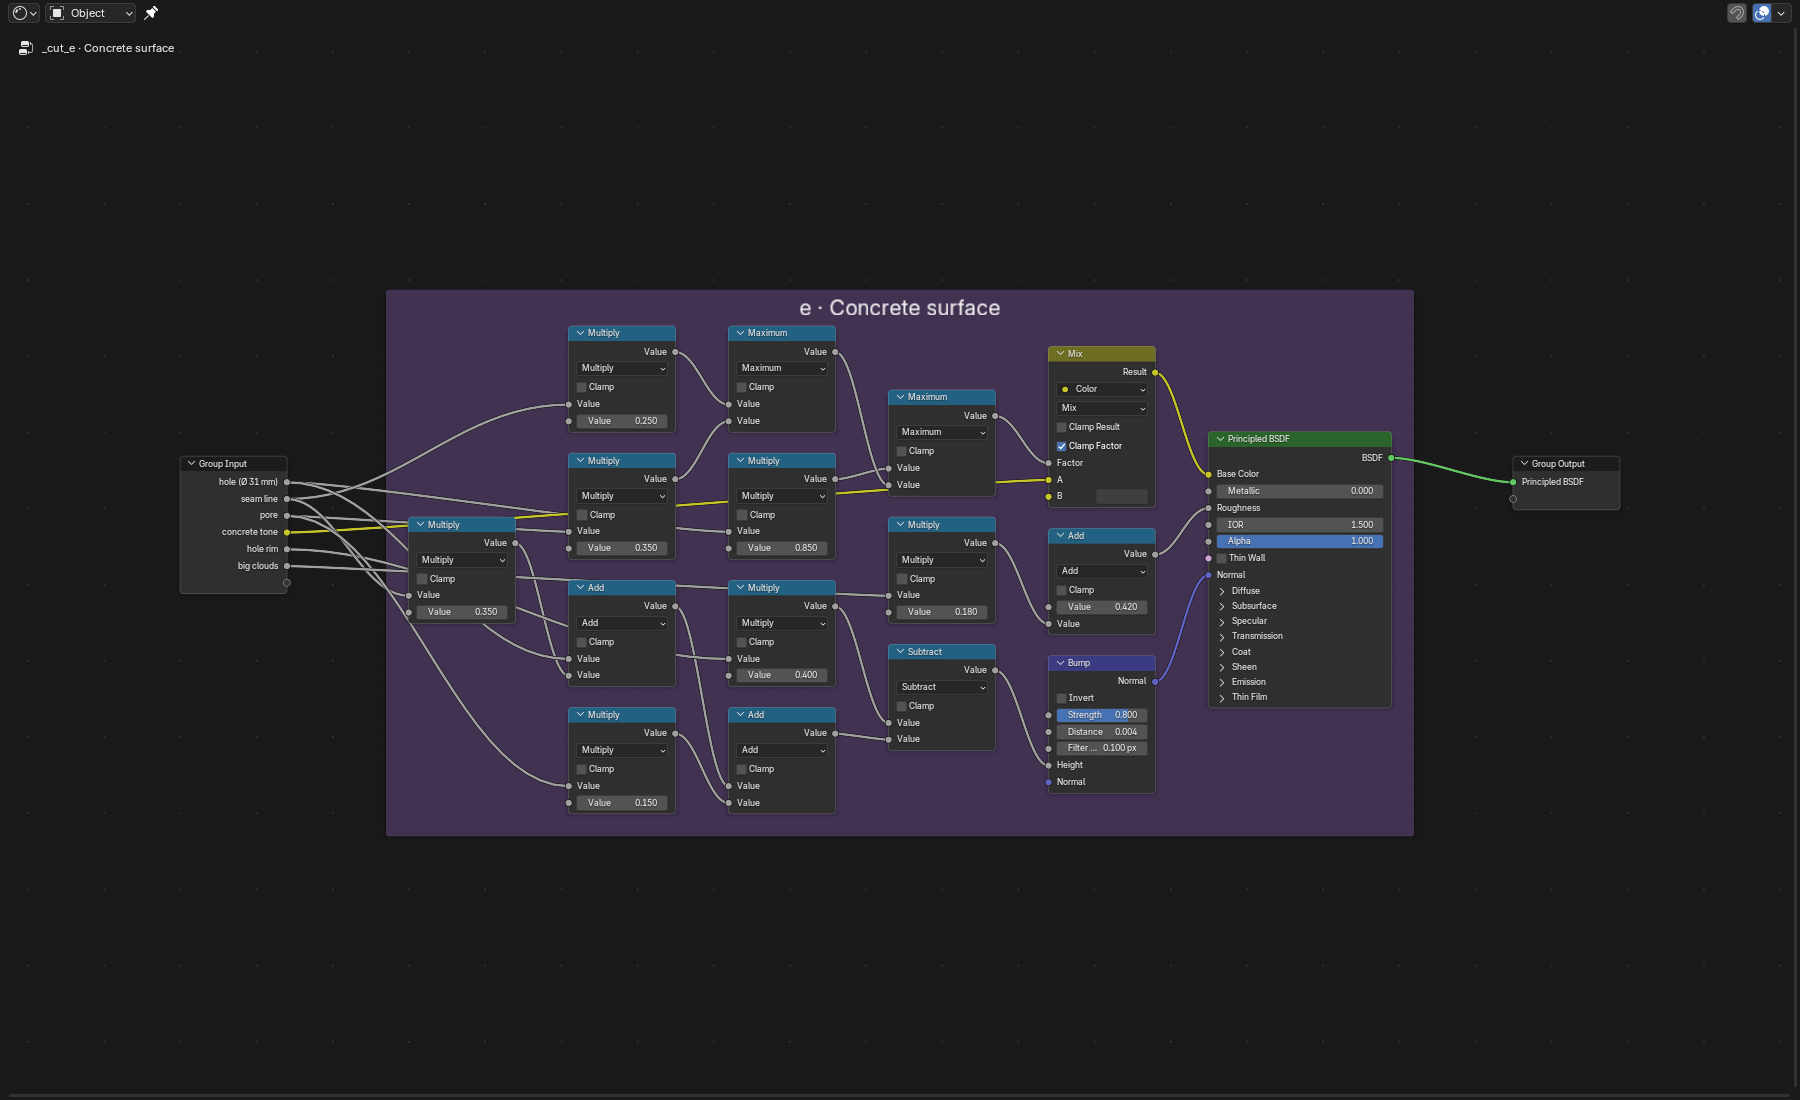 Object
_cut_e · Concrete surface
e · Concrete surface
Group Input
hole (Ø 31 mm)
seam line
pore
concrete tone
hole rim
big clouds
Multiply
Value
Multiply
Clamp
Value
Value 0.350
Multiply
Value
Multiply
Clamp
Value
Value 0.250
Multiply
Value
Multiply
Clamp
Value
Value 0.350
Add
Value
Add
Clamp
Value
Value
Multiply
Value
Multiply
Clamp
Value
Value 0.150
Maximum
Value
Maximum
Clamp
Value
Value
Multiply
Value
Multiply
Clamp
Value
Value 0.850
Multiply
Value
Multiply
Clamp
Value
Value 0.400
Add
Value
Add
Clamp
Value
Value
Maximum
Value
Maximum
Clamp
Value
Value
Multiply
Value
Multiply
Clamp
Value
Value 0.180
Subtract
Value
Subtract
Clamp
Value
Value
Mix
Result
Color
Mix
Clamp Result
Clamp Factor
Factor
A
B
Add
Value
Add
Clamp
Value 0.420
Value
Bump
Normal
Invert
Strength 0.800
Distance 0.004
Filter ... 0.100 px
Height
Normal
Principled BSDF
BSDF
Base Color
Metallic 0.000
Roughness
IOR 1.500
Alpha 1.000
Thin Wall
Normal
Diffuse
Subsurface
Specular
Transmission
Coat
Sheen
Emission
Thin Film
Group Output
Principled BSDF